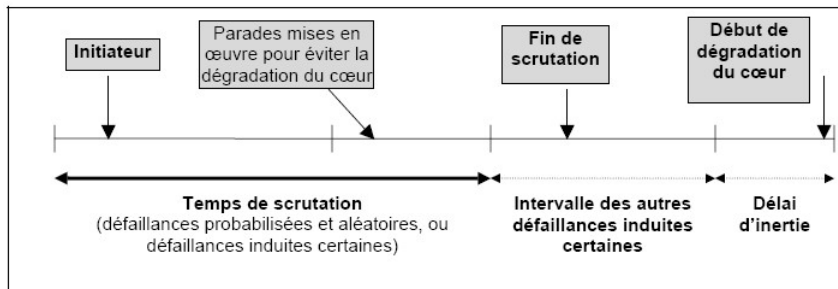 Initiateur
Parades mises en
œuvre pour éviter la
dégradation du cœur
Fin de
scrutation
Début de
dégradation
du cœur
Temps de scrutation
(défaillances probabilisées et aléatoires, ou
défaillances induites certaines)
Intervalle des autres
défaillances induites
certaines
Délai
d'inertie